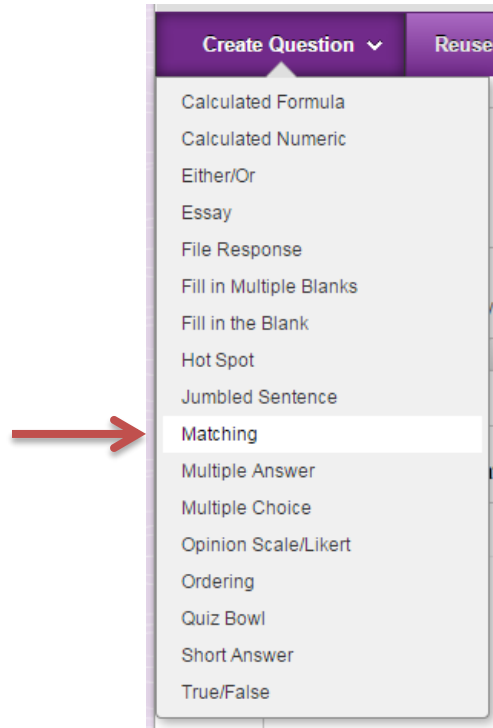 Create Question Reuse
Calculated Formula
Calculated Numeric
Either/Or
Essay
File Response
Fill in Multiple Blanks
Fill in the Blank
Hot Spot
Jumbled Sentence
Matching
Multiple Answer
Multiple Choice
Opinion Scale/Likert
Ordering
Quiz Bowl
Short Answer
True/False